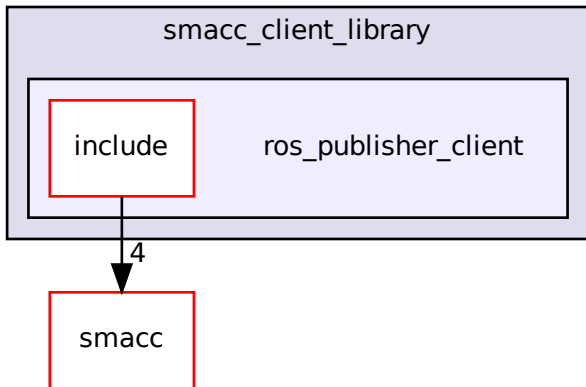 smacc_client_library
include
ros_publisher_client
4
smacc